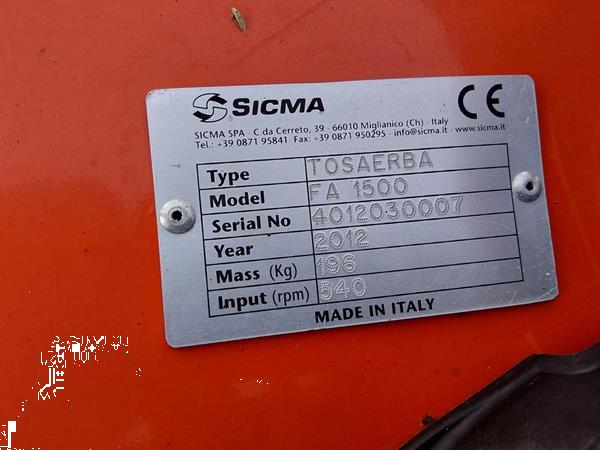 SICMA CE
SICMA SPA - C.da Cerreto, 39 - 66010 Miglianico (Ch) - Italy
Tel.: +39 0871 95841 Fax: +39 0871 950295 - info@sicma.it - www.sicma.it
Type TOSAERBA
Model FA 1500
Serial No 4012030007
Year 2012
Mass (Kg) 196
Input (rpm) 540
MADE IN ITALY